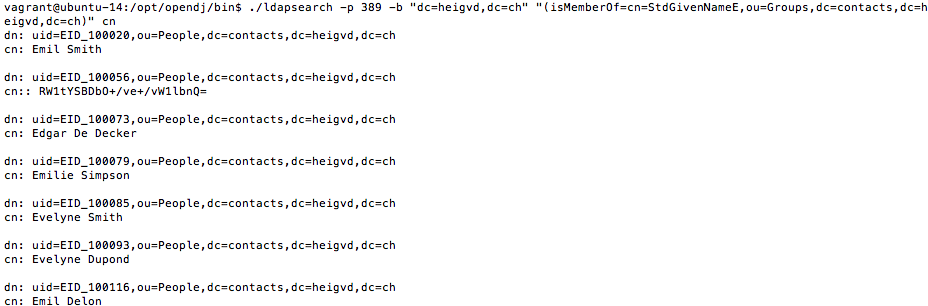 vagrant@ubuntu-14:/opt/opendj/bin$ ./ldapsearch -p 389 -b "dc=heigvd,dc=ch" "(isMemberOf=cn=StdGivenNameE,ou=Groups,dc=contacts,dc=h
eigvd,dc=ch)" cn
dn: uid=EID_100020,ou=People,dc=contacts,dc=heigvd,dc=ch
cn: Emil Smith
dn: uid=EID_100056,ou=People,dc=contacts,dc=heigvd,dc=ch
cn:: RW1tYSBDbO+/ve+/vW1lbnQ=
dn: uid=EID_100073,ou=People,dc=contacts,dc=heigvd,dc=ch
cn: Edgar De Decker
dn: uid=EID_100079,ou=People,dc=contacts,dc=heigvd,dc=ch
cn: Emilie Simpson
dn: uid=EID_100085,ou=People,dc=contacts,dc=heigvd,dc=ch
cn: Evelyne Smith
dn: uid=EID_100093,ou=People,dc=contacts,dc=heigvd,dc=ch
cn: Evelyne Dupond
dn: uid=EID_100116,ou=People,dc=contacts,dc=heigvd,dc=ch
cn: Emil Delon